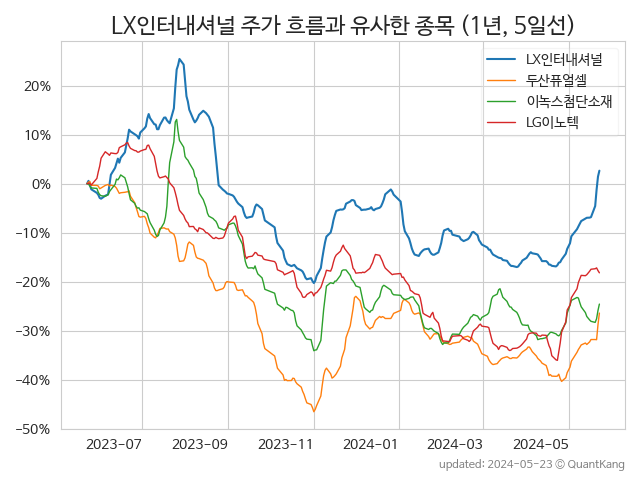 LX인터내셔널 주가 흐름과 유사한 종목 (1년, 5일선)
LX인터내셔널
두산퓨얼셀
이녹스첨단소재
LG이노텍
20%
10%
0%
−10%
−20%
−30%
−40%
−50%
2023-07 2023-09 2023-11 2024-01 2024-03 2024-05
updated: 2024-05-23 © QuantKang